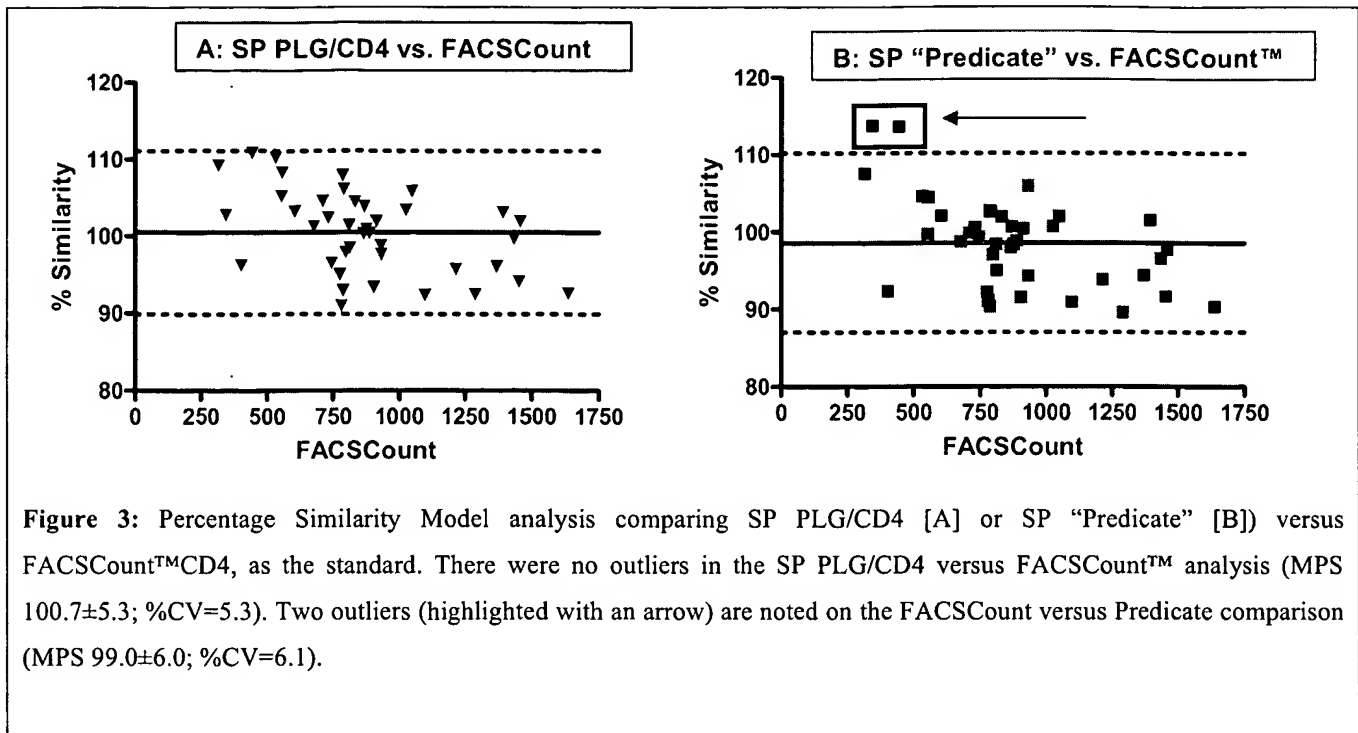 A: SP PLG/CD4 vs. FACSCount
% Similarity
120
110
100
90
80
0 250 500 750 1000 1250 1500 1750
FACSCount
B: SP “Predicate” vs. FACSCount™
% Similarity
120
110
100
90
80
0 250 500 750 1000 1250 1500 1750
FACSCount
Figure 3: Percentage Similarity Model analysis comparing SP PLG/CD4 [A] or SP “Predicate” [B]) versus
FACSCount™CD4, as the standard. There were no outliers in the SP PLG/CD4 versus FACSCount™ analysis (MPS
100.7±5.3; %CV=5.3). Two outliers (highlighted with an arrow) are noted on the FACSCount versus Predicate comparison
(MPS 99.0±6.0; %CV=6.1).